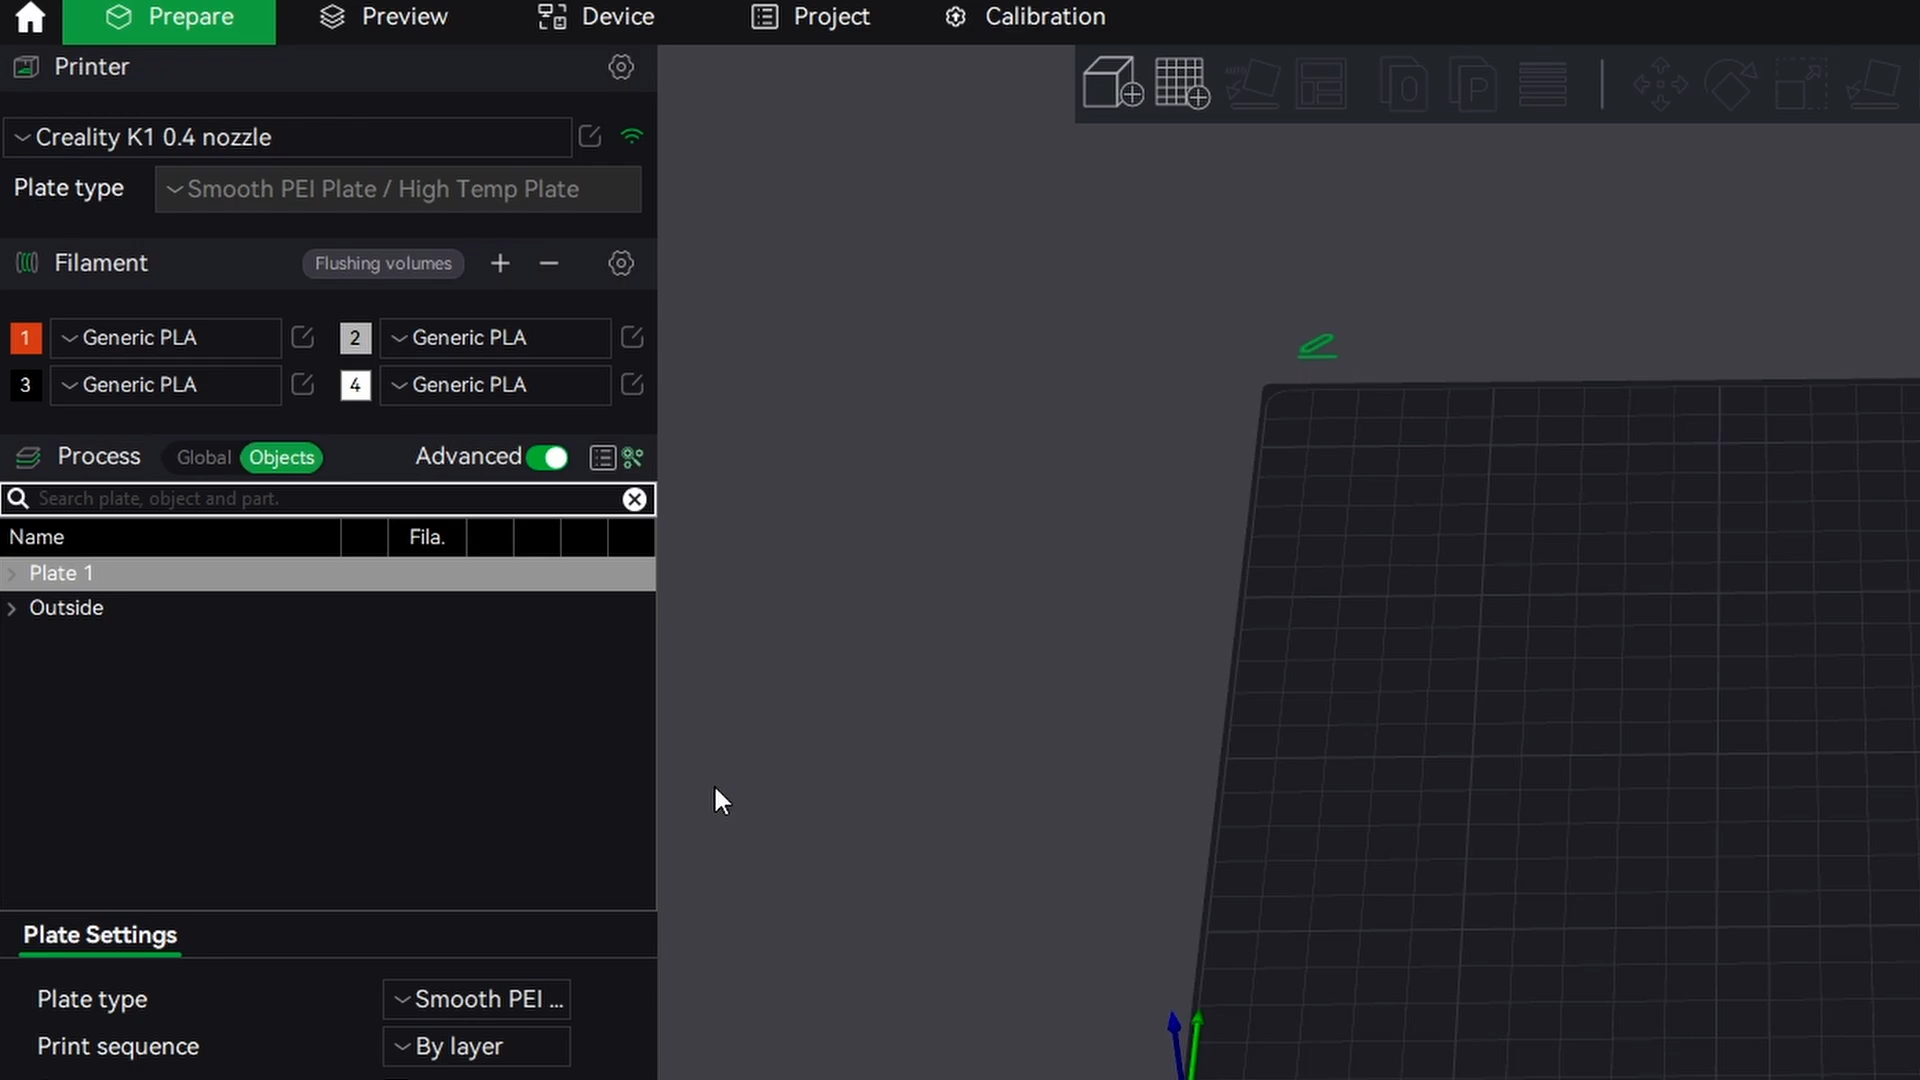 Prepare
Preview
Device
Project
Calibration
Printer
Creality K1 0.4 nozzle
Plate type
Smooth PEI Plate / High Temp Plate
Filament
Flushing volumes
1 Generic PLA
2 Generic PLA
3 Generic PLA
4 Generic PLA
Process
Global
Objects
Advanced
Search plate, object and part.
Name
Fila.
Plate 1
Outside
Plate Settings
Plate type
Smooth PEI ...
Print sequence
By layer
AUTO
O
P